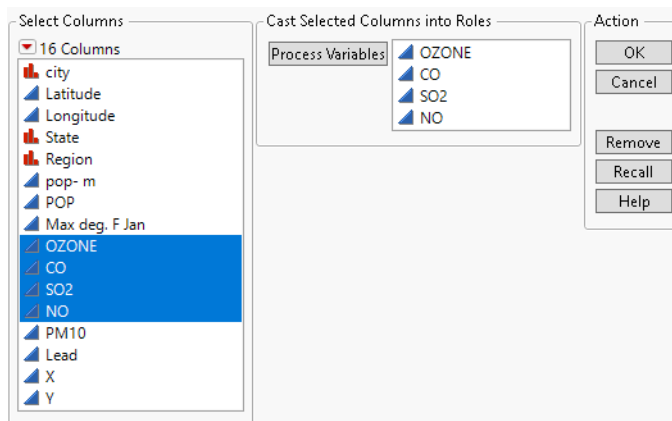 Select Columns
16 Columns
city
Latitude
Longitude
State
Region
pop- m
POP
Max deg. F Jan
OZONE
CO
SO2
NO
PM10
Lead
X
Y
Cast Selected Columns into Roles
Process Variables
OZONE
CO
SO2
NO
Action
OK
Cancel
Remove
Recall
Help